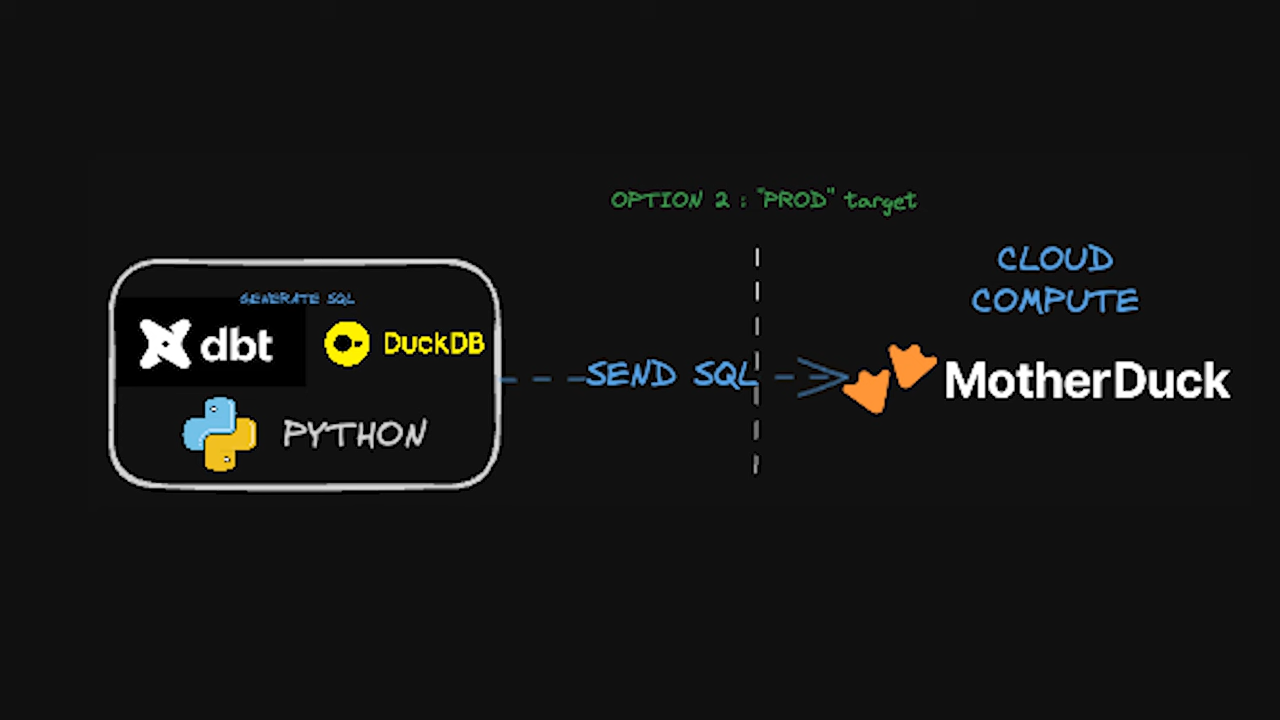 OPTION 2 : "PROD" target
CLOUD
COMPUTE
GENERATE SQL
dbt
DuckDB
SEND SQL
MotherDuck
PYTHON